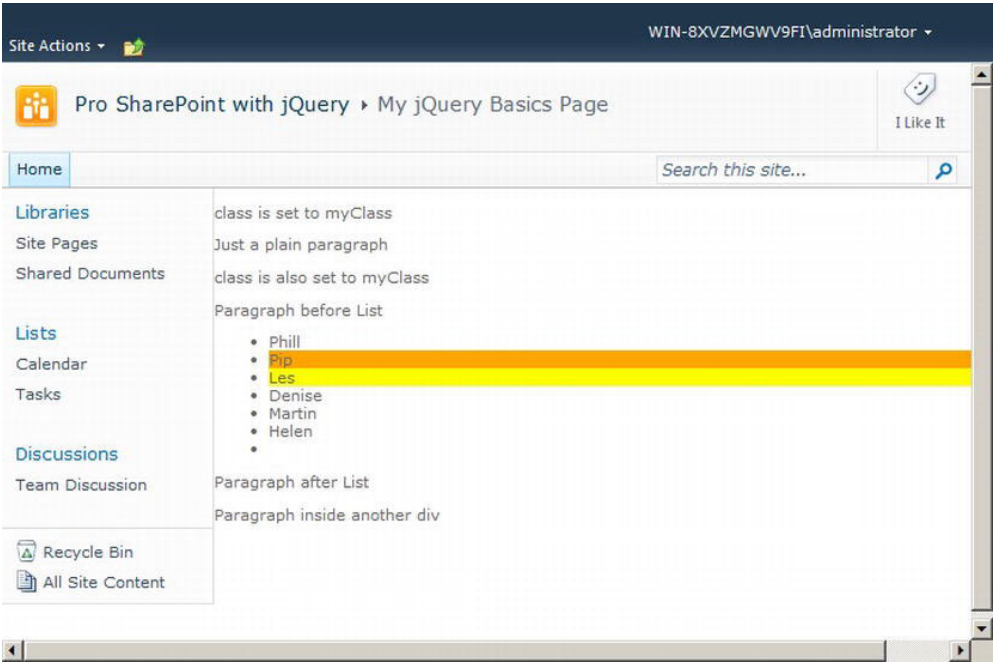 WIN-8XVZMGWV9FI\administrator
Site Actions
Pro SharePoint with jQuery ▸ My jQuery Basics Page
I Like It
Home
Search this site...
Libraries
Site Pages
Shared Documents
Lists
Calendar
Tasks
Discussions
Team Discussion
Recycle Bin
All Site Content
class is set to myClass
Just a plain paragraph
class is also set to myClass
Paragraph before List
• Phill
• Pip
• Les
• Denise
• Martin
• Helen
•
Paragraph after List
Paragraph inside another div